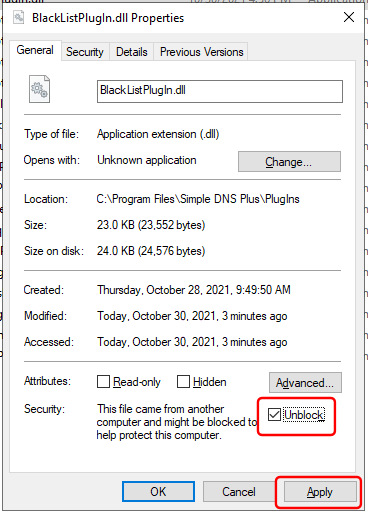 BlackListPlugIn.dll Properties
General Security Details Previous Versions
BlackListPlugIn.dll
Type of file: Application extension (.dll)
Opens with: Unknown application Change...
Location: C:\Program Files\Simple DNS Plus\PlugIns
Size: 23.0 KB (23,552 bytes)
Size on disk: 24.0 KB (24,576 bytes)
Created: Thursday, October 28, 2021, 9:49:50 AM
Modified: Today, October 30, 2021, 3 minutes ago
Accessed: Today, October 30, 2021, 3 minutes ago
Attributes: Read-only Hidden Advanced...
Security: This file came from another Unblock
computer and might be blocked to
help protect this computer.
OK Cancel Apply